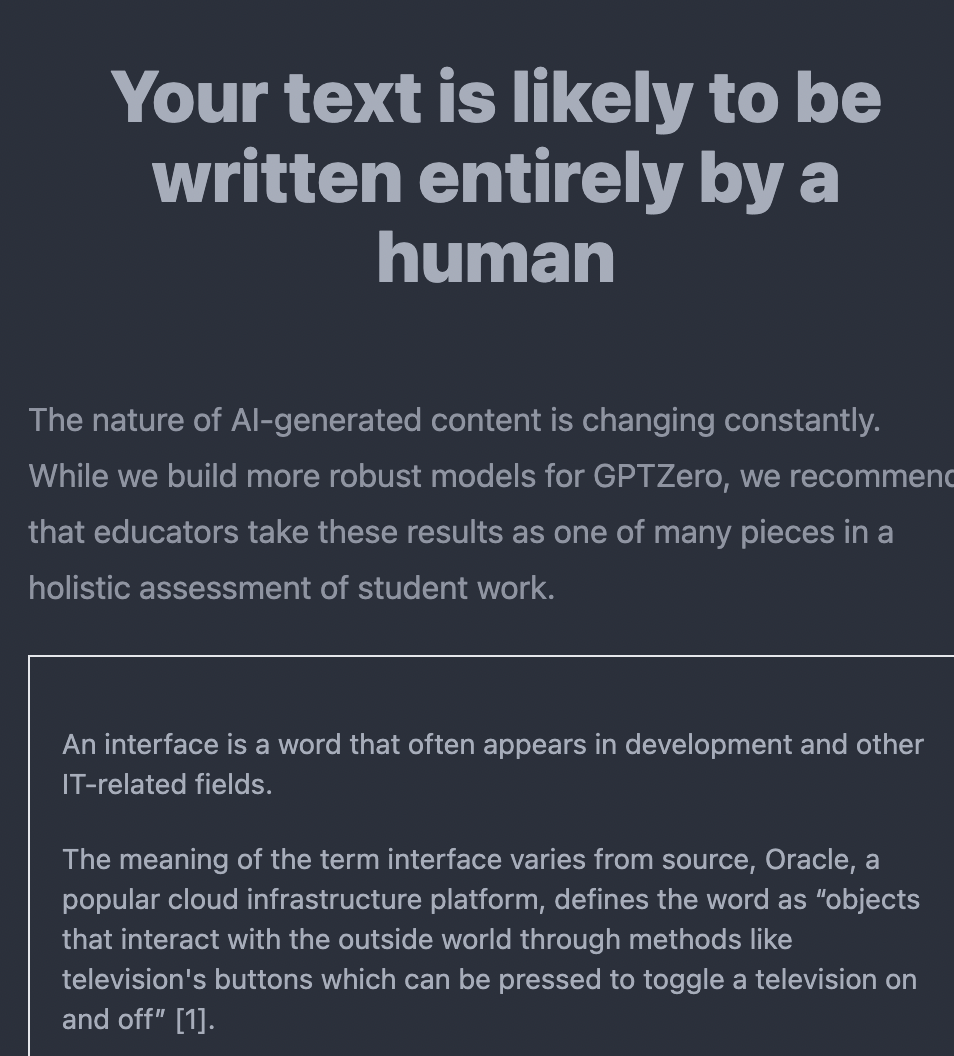 Your text is likely to be
written entirely by a
human
The nature of AI-generated content is changing constantly.
While we build more robust models for GPTZero, we recommend
that educators take these results as one of many pieces in a
holistic assessment of student work.
An interface is a word that often appears in development and other
IT-related fields.
The meaning of the term interface varies from source, Oracle, a
popular cloud infrastructure platform, defines the word as “objects
that interact with the outside world through methods like
television's buttons which can be pressed to toggle a television on
and off” [1].